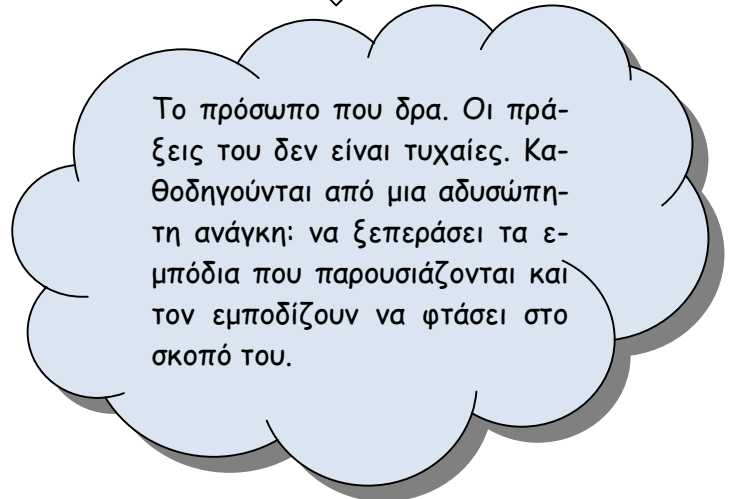 Το πρόσωπο που δρα. Οι πρά-
ξεις του δεν είναι τυχαίες. Κα-
θοδηγούνται από μια αδυσώπη-
τη ανάγκη: να ξεπεράσει τα ε-
μπόδια που παρουσιάζονται και
τον εμποδίζουν να φτάσει στο
σκοπό του.